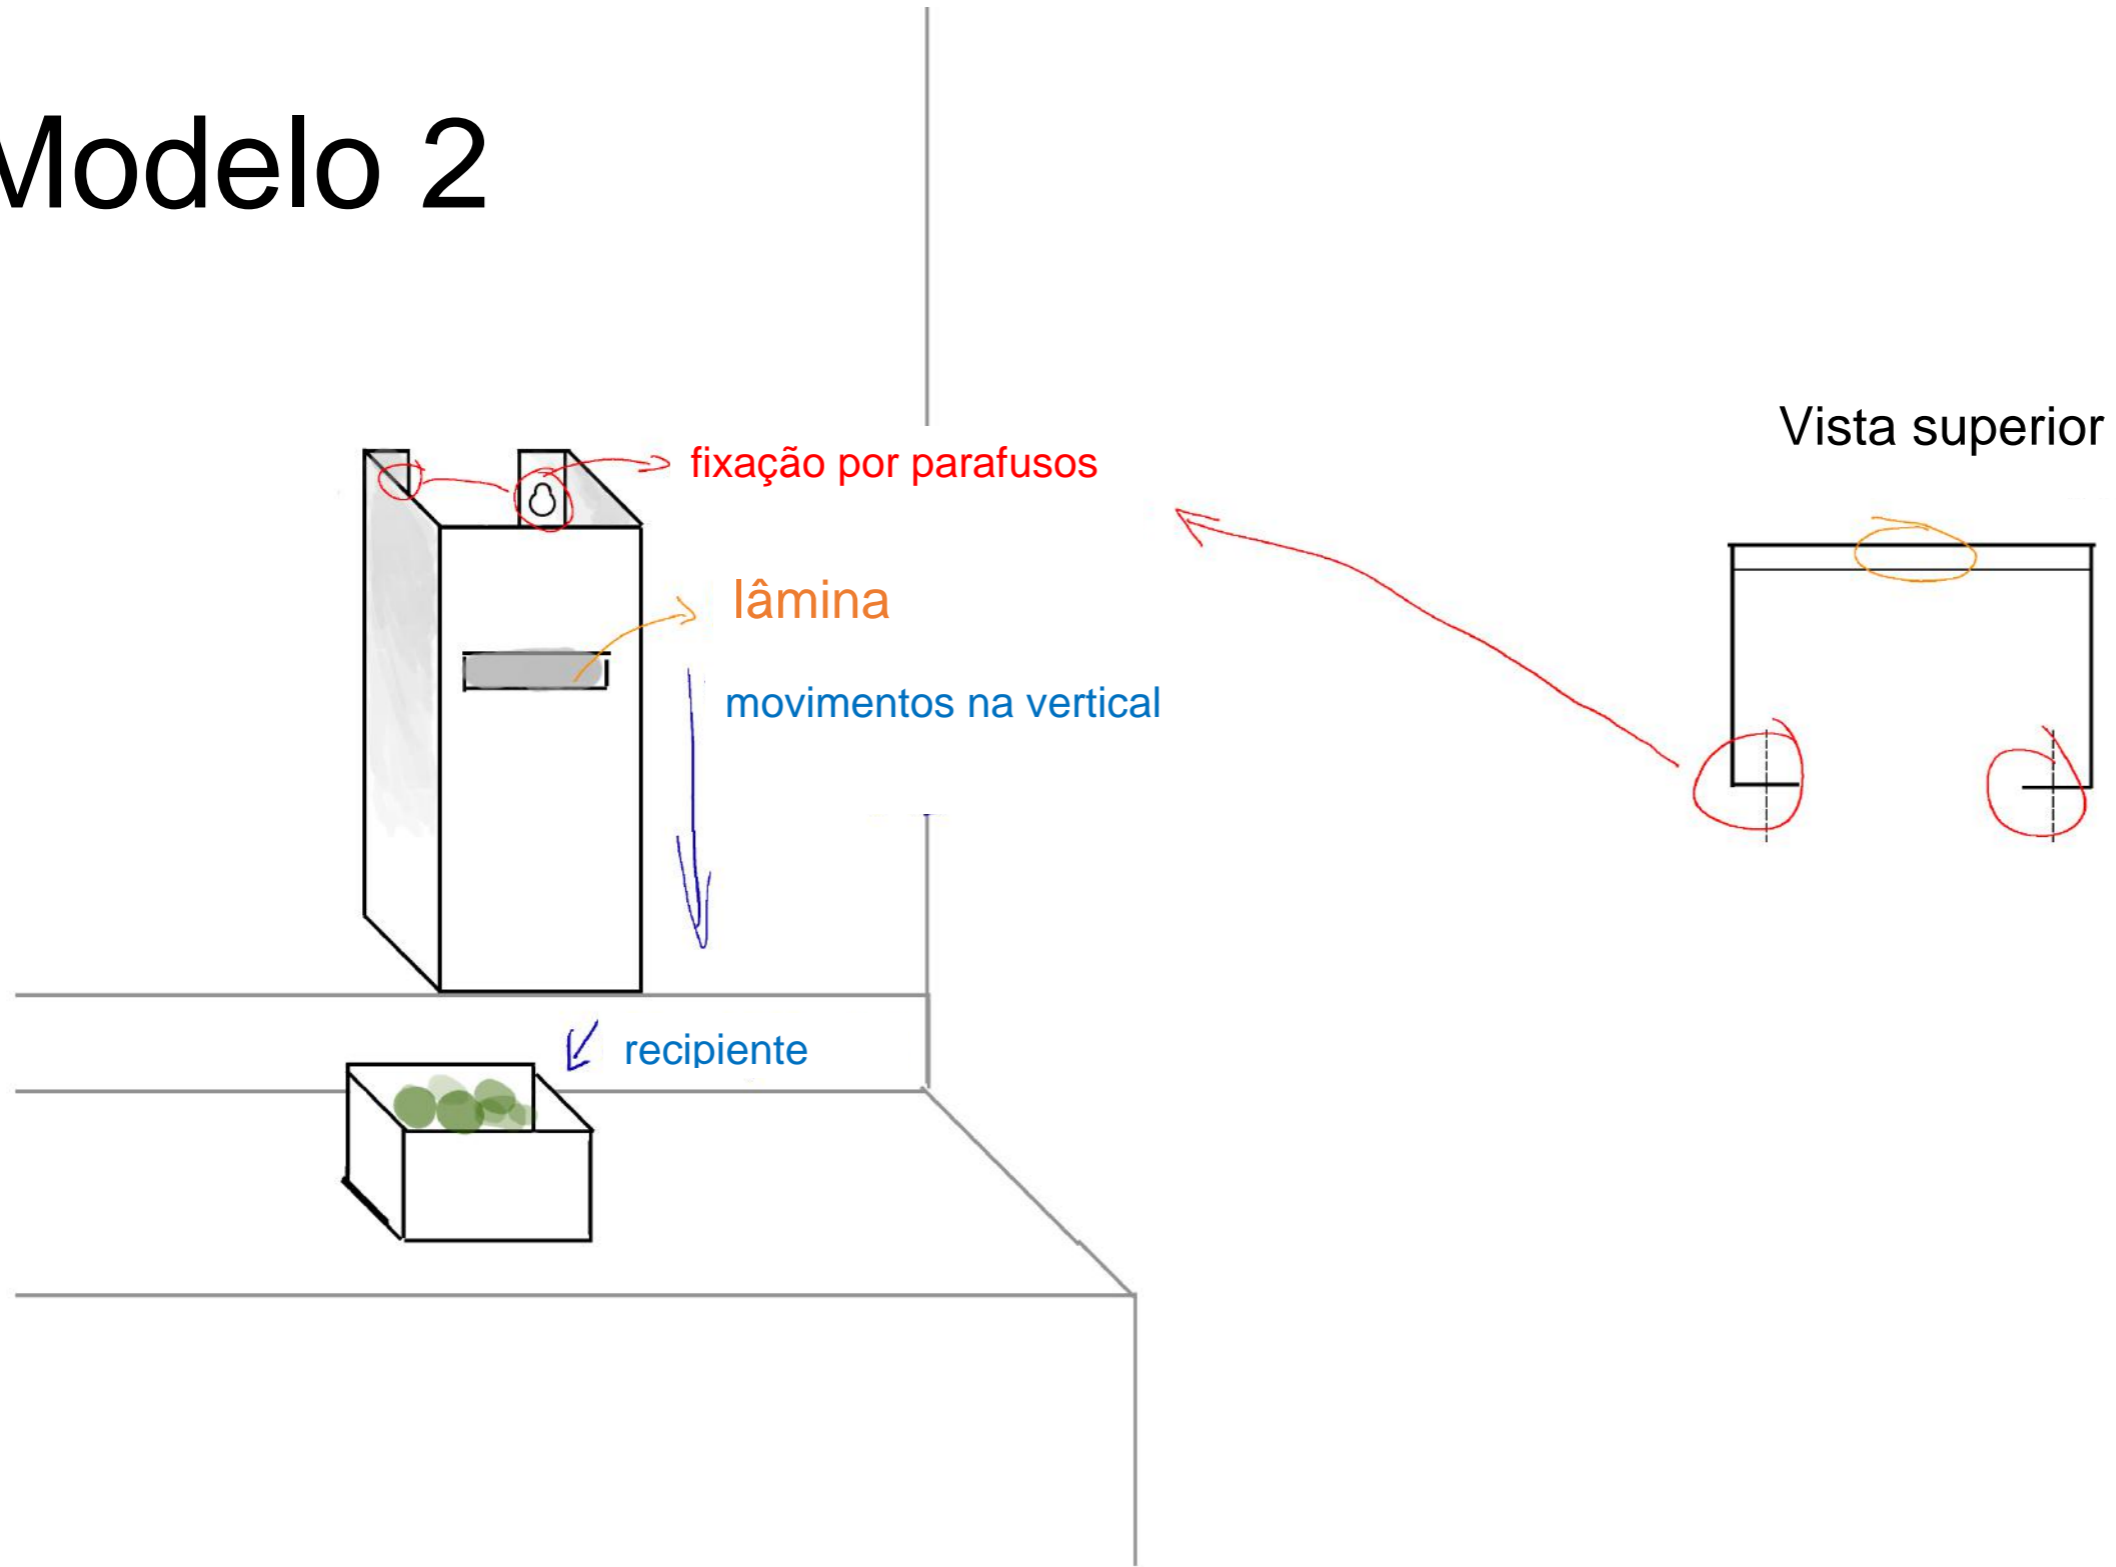 Modelo 2
Vista superior
fixação por parafusos
lâmina
movimentos na vertical
recipiente